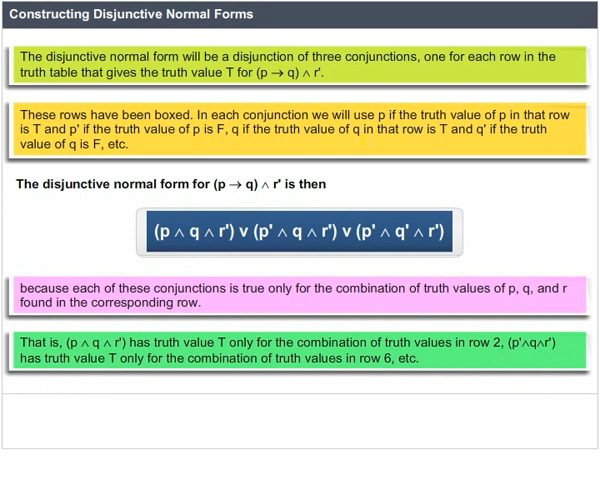 Constructing Disjunctive Normal Forms
The disjunctive normal form will be a disjunction of three conjunctions, one for each row in the
truth table that gives the truth value T for (p → q) ∧ r'.
These rows have been boxed. In each conjunction we will use p if the truth value of p in that row
is T and p' if the truth value of p is F, q if the truth value of q in that row is T and q' if the truth
value of q is F, etc.
The disjunctive normal form for (p → q) ∧ r' is then
(p ∧ q ∧ r') v (p' ∧ q ∧ r') v (p' ∧ q' ∧ r')
because each of these conjunctions is true only for the combination of truth values of p, q, and r
found in the corresponding row.
That is, (p ∧ q ∧ r') has truth value T only for the combination of truth values in row 2, (p'∧q∧r')
has truth value T only for the combination of truth values in row 6, etc.